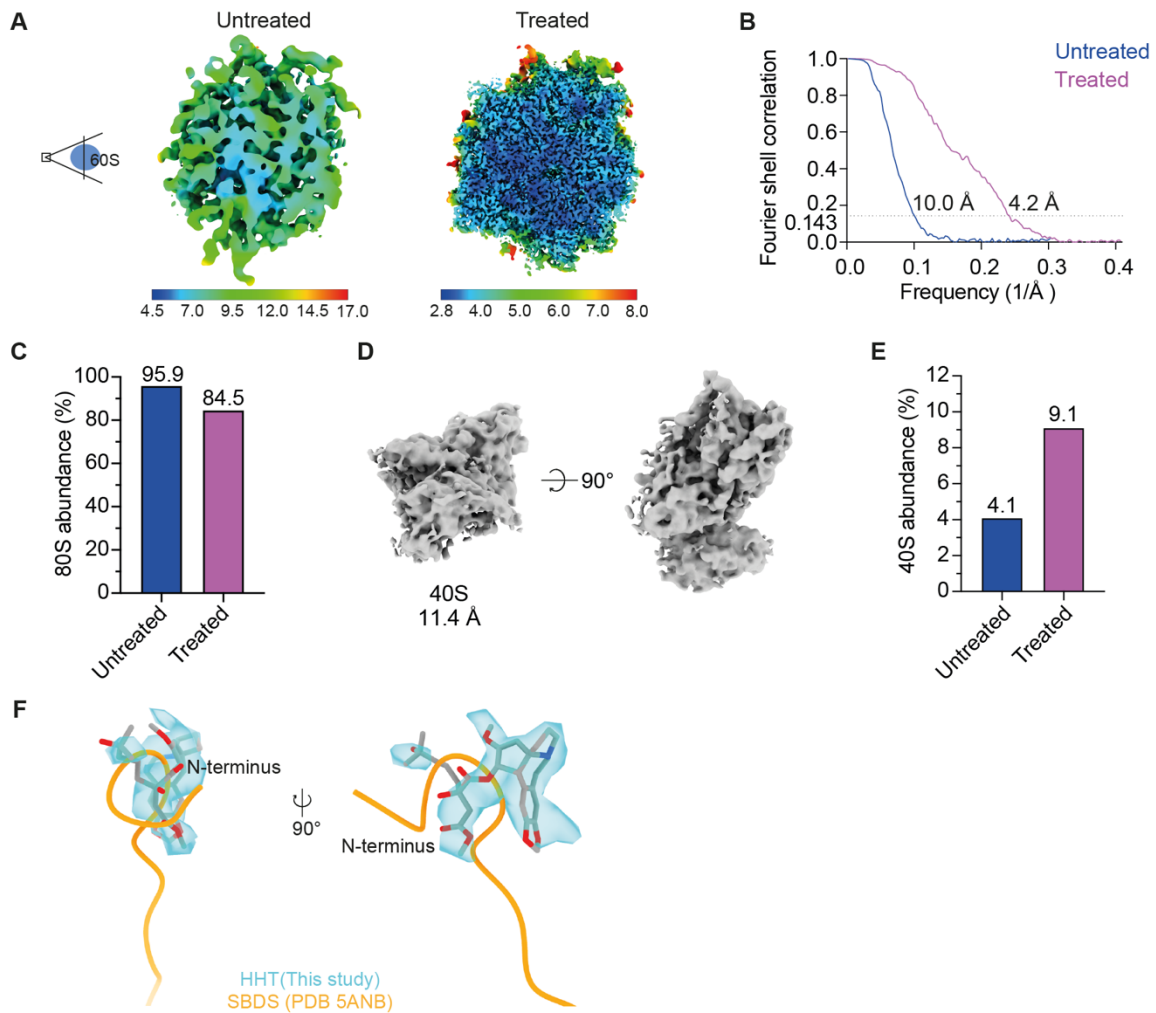 A
Untreated
Treated
60S
4.5 7.0 9.5 12.0 14.5 17.0
2.8 4.0 5.0 6.0 7.0 8.0
B
Untreated
Treated
Fourier shell correlation
1.0
0.8
0.6
0.4
0.2
0.143
0.0
10.0 Å
4.2 Å
0.0 0.1 0.2 0.3 0.4
Frequency (1/Å )
C
80S abundance (%)
100
80
60
40
20
0
95.9
84.5
Untreated
Treated
D
90°
40S
11.4 Å
E
40S abundance (%)
12
10
8
6
4
2
0
4.1
9.1
Untreated
Treated
F
N-terminus
90°
N-terminus
HHT(This study)
SBDS (PDB 5ANB)